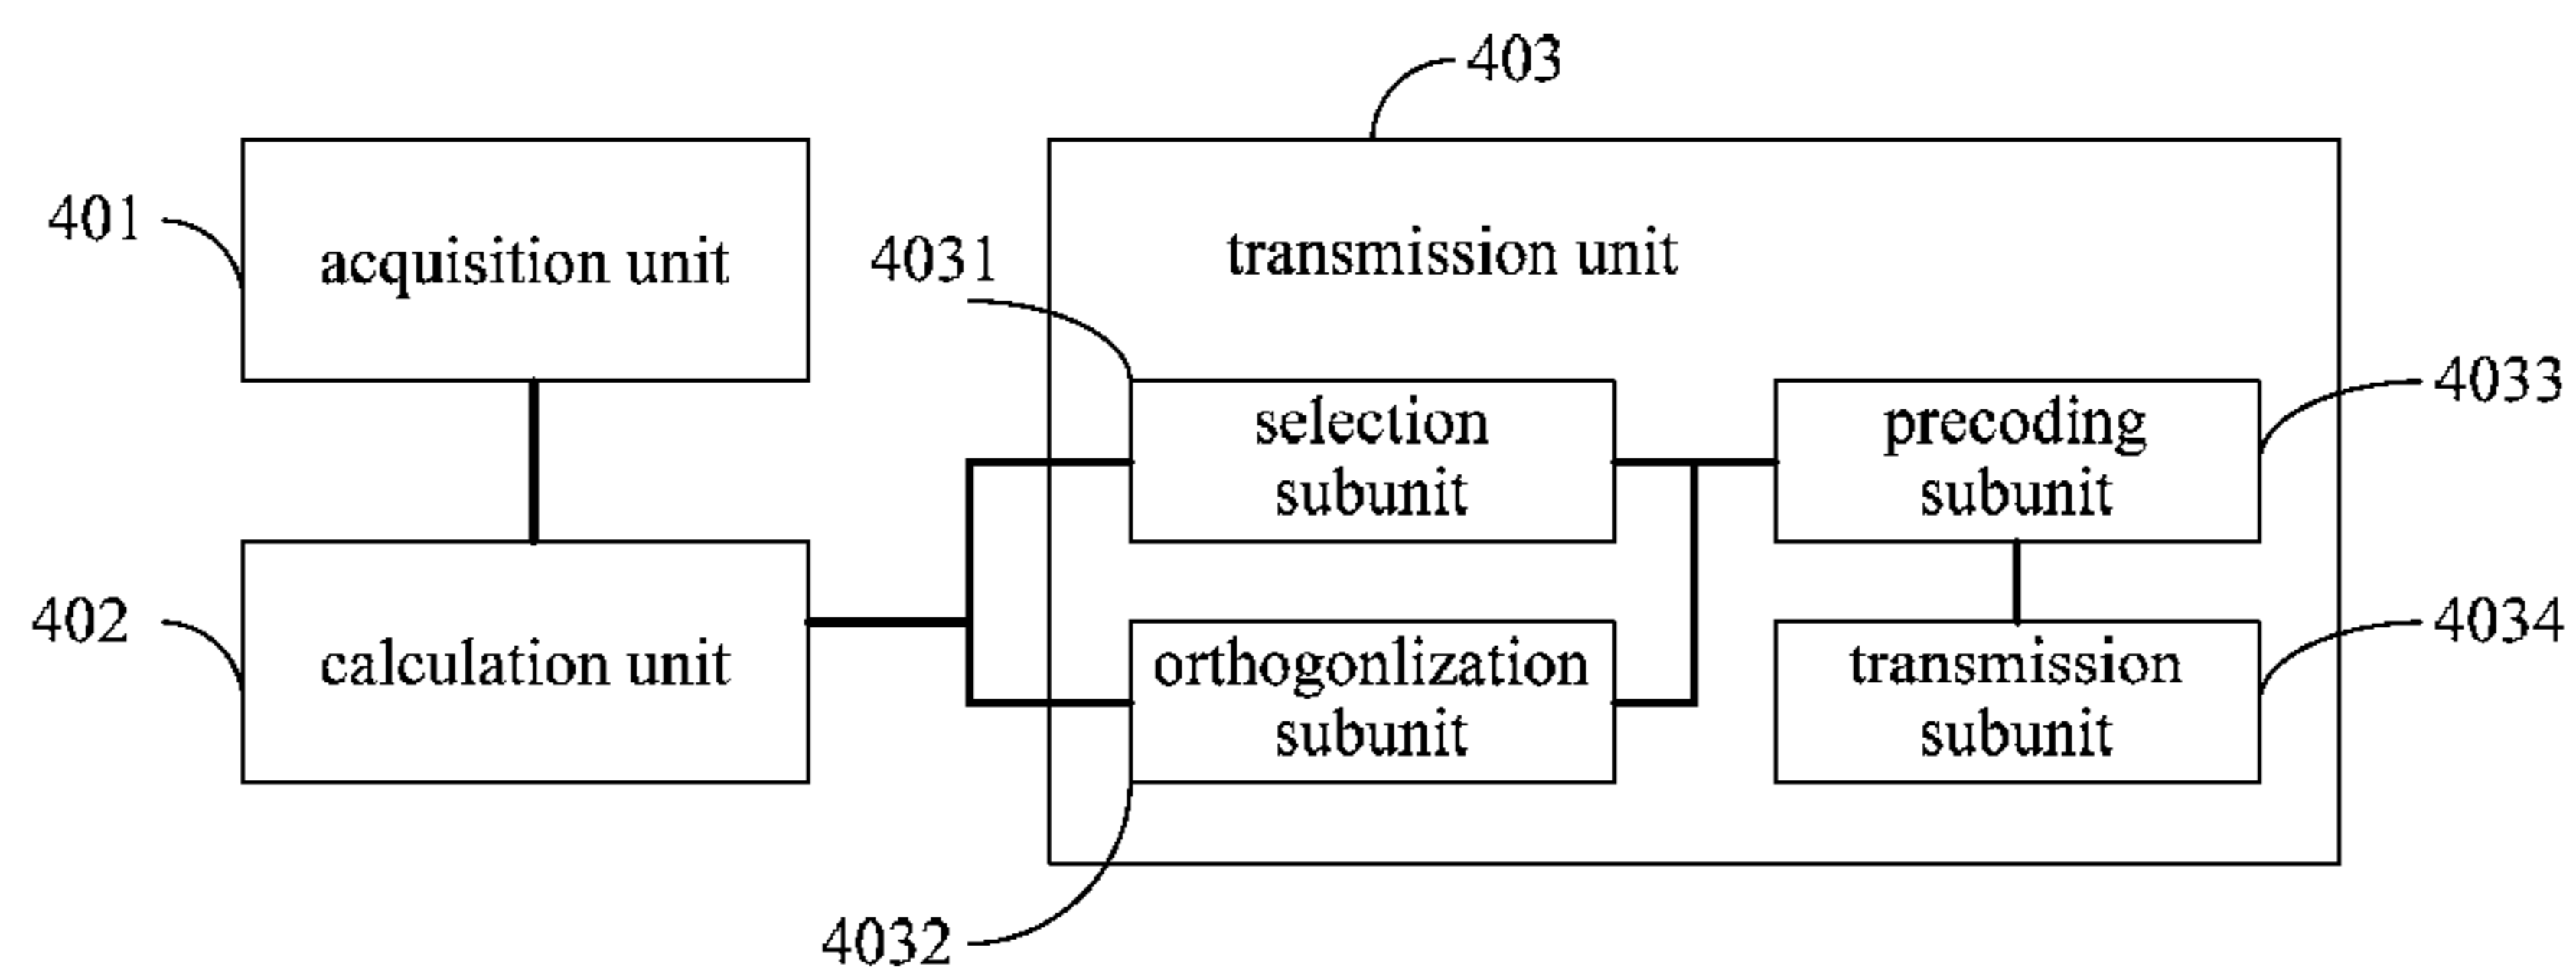 403
401
acquisition unit
4031
transmission unit
selection
subunit
precoding
subunit
4033
402
calculation unit
orthogonlization
subunit
transmission
subunit
4034
4032